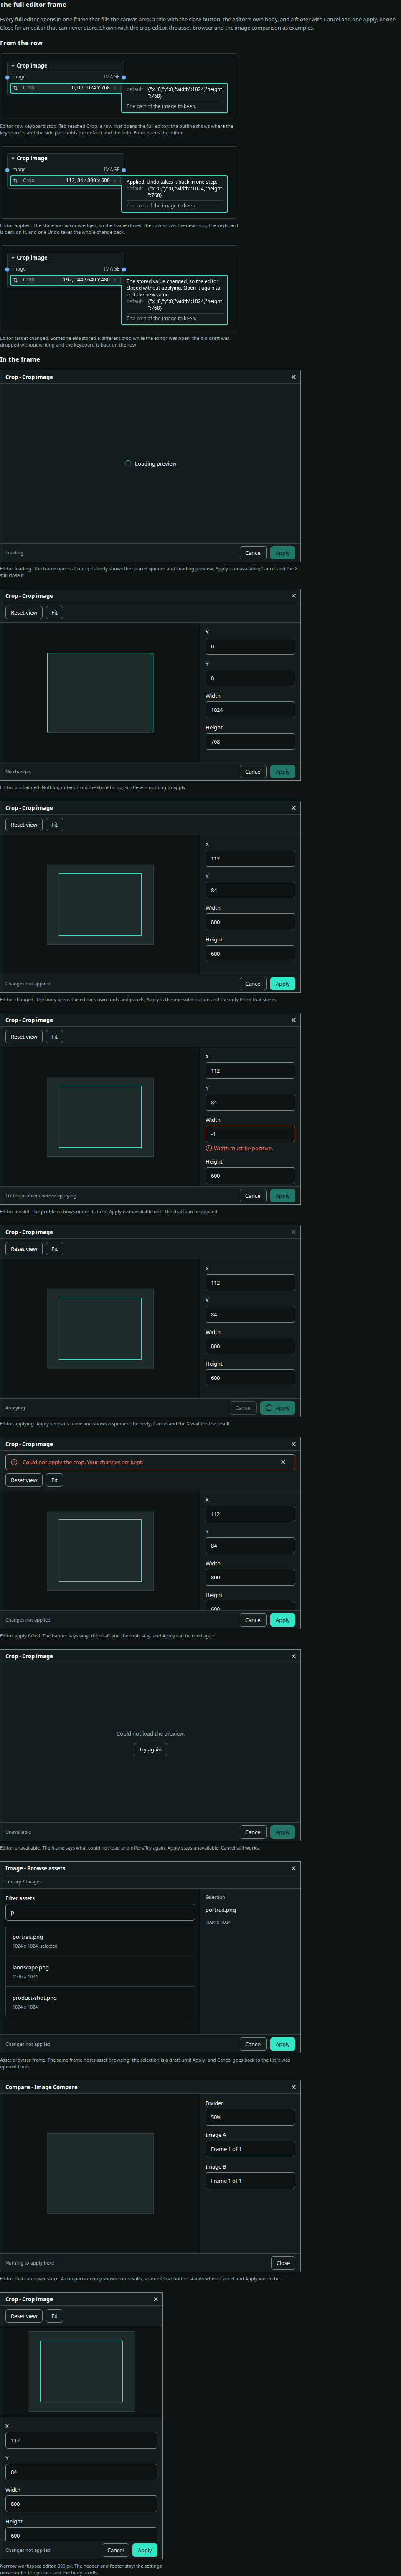 The full editor frame
Every full editor opens in one frame that fills the canvas area: a title with the close button, the editor's own body, and a footer with Cancel and one Apply, or one
Close for an editor that can never store. Shown with the crop editor, the asset browser and the image comparison as examples.
From the row
Crop image
image
IMAGE
Crop
0, 0 / 1024 x 768
default {"x":0,"y":0,"width":1024,"height
":768}
The part of the image to keep.
Editor row keyboard stop. Tab reached Crop, a row that opens the full editor: the outline shows where the
keyboard is and the side part holds the default and the help. Enter opens the editor.
Crop image
image
IMAGE
Crop
112, 84 / 800 x 600
Applied. Undo takes it back in one step.
default {"x":0,"y":0,"width":1024,"height
":768}
The part of the image to keep.
Editor applied. The store was acknowledged, so the frame closed: the row shows the new crop, the keyboard
is back on it, and one Undo takes the whole change back.
Crop image
image
IMAGE
Crop
192, 144 / 640 x 480
The stored value changed, so the editor
closed without applying. Open it again to
edit the new value.
default {"x":0,"y":0,"width":1024,"height
":768}
The part of the image to keep.
Editor target changed. Someone else stored a different crop while the editor was open; the old draft was
dropped without writing and the keyboard is back on the row.
In the frame
Crop - Crop image
Loading preview
Loading
Cancel
Apply
Editor loading. The frame opens at once; its body shows the shared spinner and Loading preview. Apply is unavailable; Cancel and the X
still close it.
Crop - Crop image
Reset view
Fit
X
0
Y
0
Width
1024
Height
768
No changes
Cancel
Apply
Editor unchanged. Nothing differs from the stored crop, so there is nothing to apply.
Crop - Crop image
Reset view
Fit
X
112
Y
84
Width
800
Height
600
Changes not applied
Cancel
Apply
Editor changed. The body keeps the editor's own tools and panels; Apply is the one solid button and the only thing that stores.
Crop - Crop image
Reset view
Fit
X
112
Y
84
Width
-1
Width must be positive.
Height
600
Fix the problem before applying
Cancel
Apply
Editor invalid. The problem shows under its field; Apply is unavailable until the draft can be applied.
Crop - Crop image
Reset view
Fit
X
112
Y
84
Width
800
Height
600
Applying
Cancel
Apply
Editor applying. Apply keeps its name and shows a spinner; the body, Cancel and the X wait for the result.
Crop - Crop image
Could not apply the crop. Your changes are kept.
Reset view
Fit
X
112
Y
84
Width
800
Height
600
Changes not applied
Cancel
Apply
Editor apply failed. The banner says why; the draft and the tools stay, and Apply can be tried again.
Crop - Crop image
Could not load the preview.
Try again
Unavailable
Cancel
Apply
Editor unavailable. The frame says what could not load and offers Try again. Apply stays unavailable; Cancel still works.
Image - Browse assets
Library / Images
Filter assets
p
portrait.png
1024 x 1024, selected
landscape.png
1536 x 1024
product-shot.png
1024 x 1024
Selection
portrait.png
1024 x 1024
Changes not applied
Cancel
Apply
Asset browser frame. The same frame hosts asset browsing; the selection is a draft until Apply, and Cancel goes back to the list it was
opened from.
Compare - Image Compare
Divider
50%
Image A
Frame 1 of 1
Image B
Frame 1 of 1
Nothing to apply here
Close
Editor that can never store. A comparison only shows run results, so one Close button stands where Cancel and Apply would be.
Crop - Crop image
Reset view
Fit
X
112
Y
84
Width
800
Height
600
Changes not applied
Cancel
Apply
Narrow workspace editor, 390 px. The header and footer stay; the settings
move under the picture and the body scrolls.